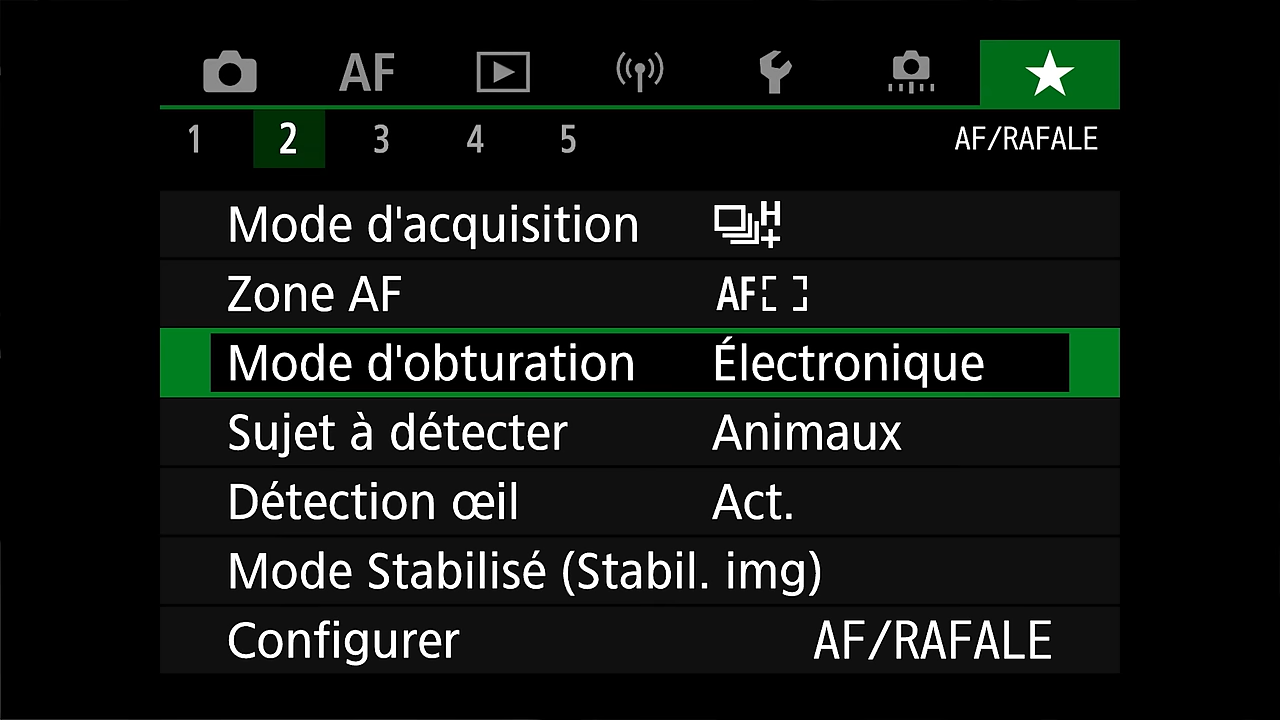 AF
1 2 3 4 5 AF/RAFALE
Mode d'acquisition H+
Zone AF AF[ ]
Mode d'obturation Électronique
Sujet à détecter Animaux
Détection œil Act.
Mode Stabilisé (Stabil. img)
Configurer AF/RAFALE